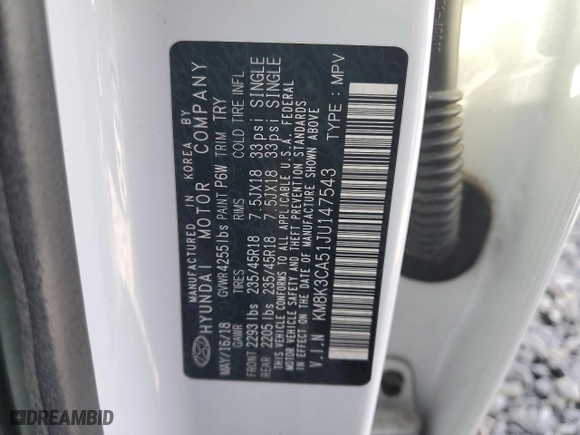 MANUFACTURED IN KOREA BY
HYUNDAI MOTOR COMPANY
MAY/16/18 GVWR 4255lbs PAINT P6W TRIM TRY
GAWR TIRES RIMS COLD TIRE INFL
FRONT 2293 lbs 235/45R18 7.5JX18 33psi SINGLE
REAR 2205 lbs 235/45R18 7.5JX18 33psi SINGLE
THIS VEHICLE CONFORMS TO ALL APPLICABLE U.S.A. FEDERAL
MOTOR VEHICLE SAFETY, BUMPER, AND THEFT PREVENTION STANDARDS
IN EFFECT ON THE DATE OF MANUFACTURE SHOWN ABOVE
V.I.N KM8K3CA51JU147543 TYPE : MPV
DREAMBID